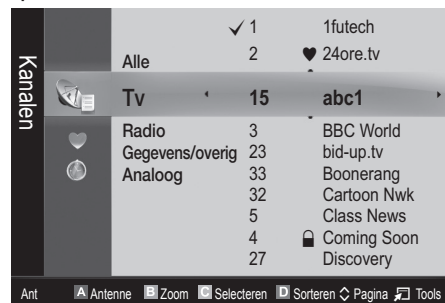 Kanalen
✓ 1 1futech
Alle 2 ♥ 24ore.tv
Tv 15 abc1
Radio 3 BBC World
Gegevens/overig 23 bid-up.tv
Analoog 33 Boonerang
32 Cartoon Nwk
5 Class News
4 Coming Soon
27 Discovery
Ant A Antenne B Zoom C Selecteren D Sorteren Pagina Tools